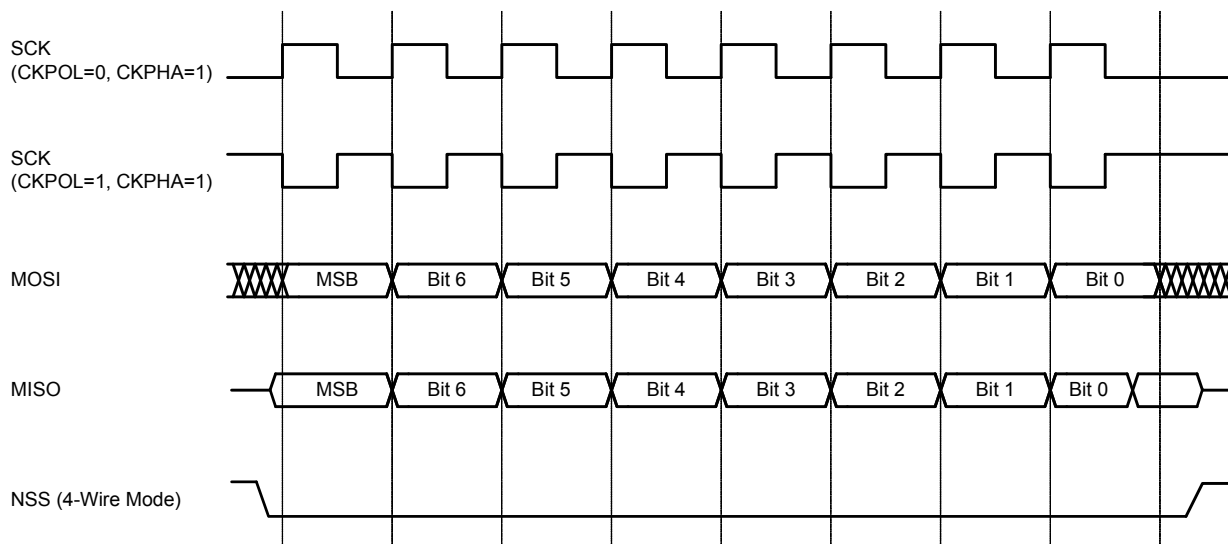 SCK
(CKPOL=0, CKPHA=1)
SCK
(CKPOL=1, CKPHA=1)
MOSI MSB Bit 6 Bit 5 Bit 4 Bit 3 Bit 2 Bit 1 Bit 0
MISO MSB Bit 6 Bit 5 Bit 4 Bit 3 Bit 2 Bit 1 Bit 0
NSS (4-Wire Mode)